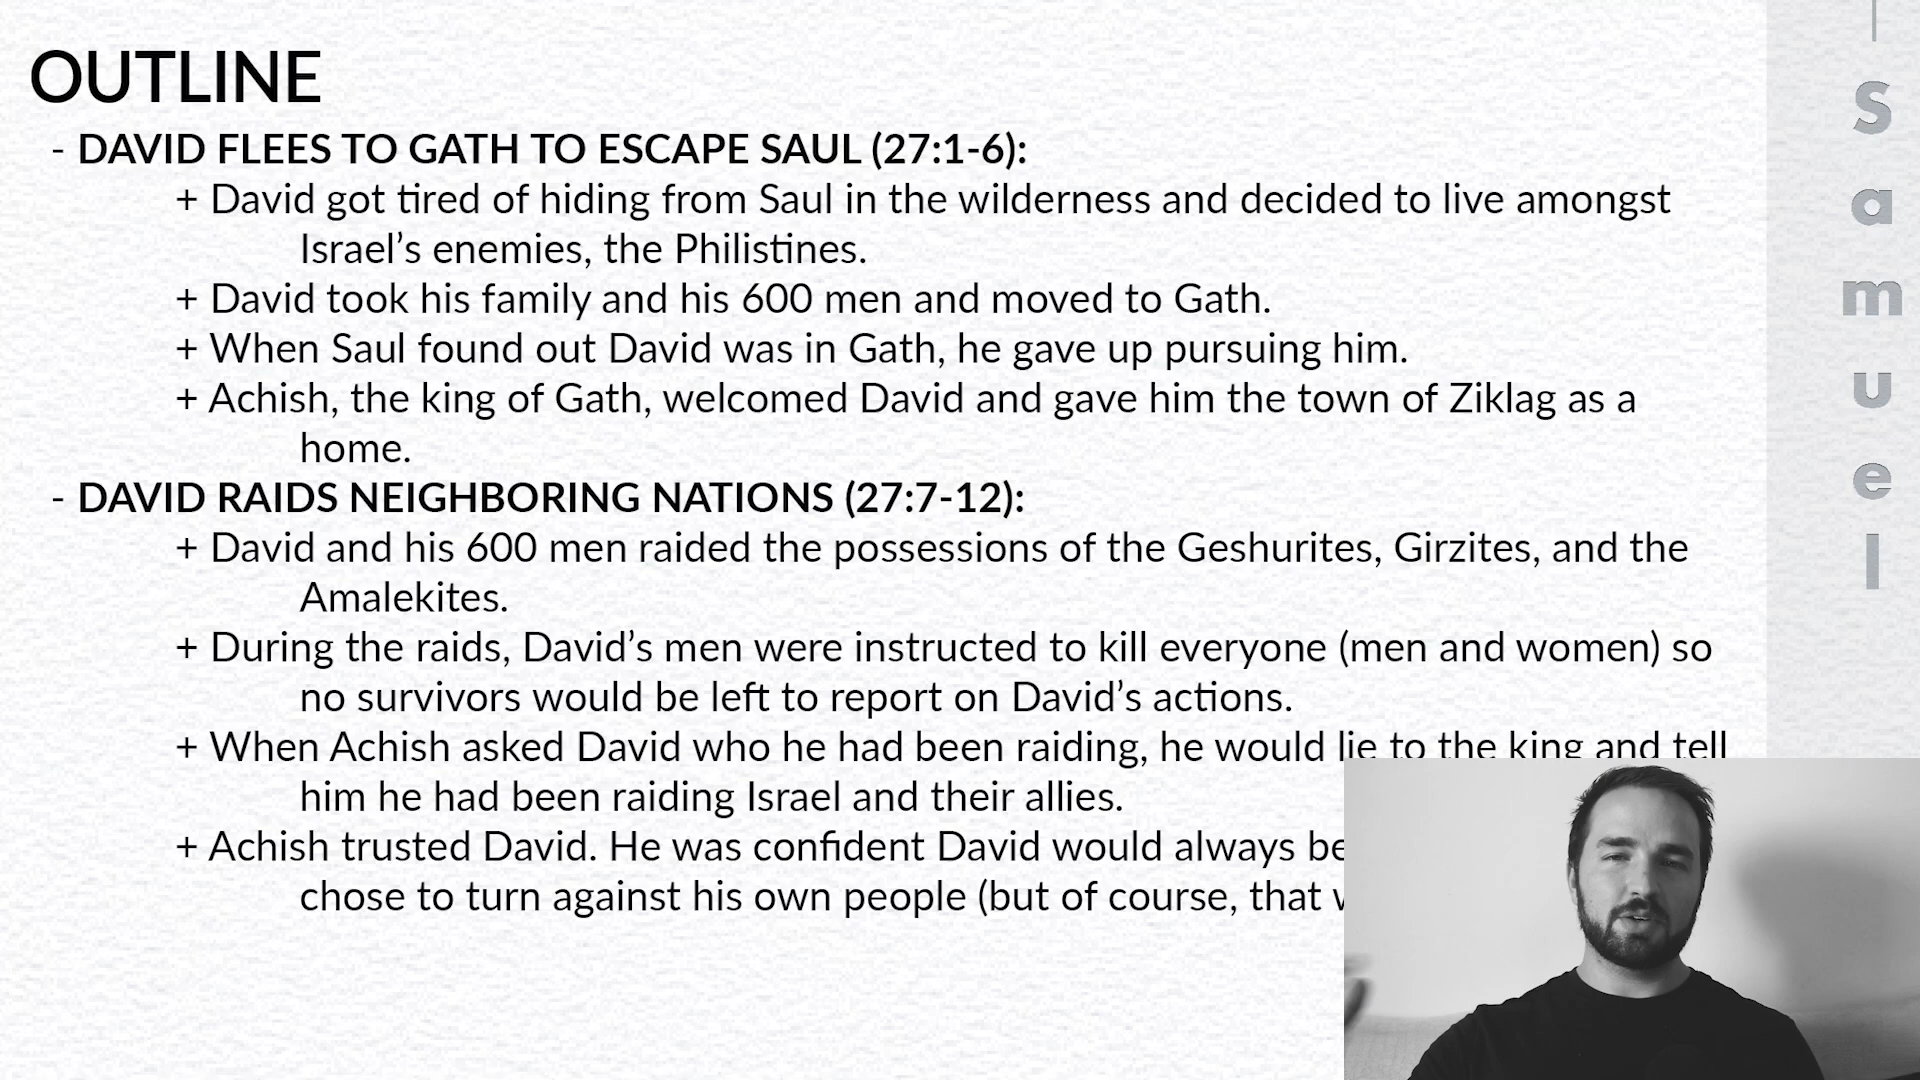 OUTLINE
- DAVID FLEES TO GATH TO ESCAPE SAUL (27:1-6):
+ David got tired of hiding from Saul in the wilderness and decided to live amongst
Israel’s enemies, the Philistines.
+ David took his family and his 600 men and moved to Gath.
+ When Saul found out David was in Gath, he gave up pursuing him.
+ Achish, the king of Gath, welcomed David and gave him the town of Ziklag as a
home.
- DAVID RAIDS NEIGHBORING NATIONS (27:7-12):
+ David and his 600 men raided the possessions of the Geshurites, Girzites, and the
Amalekites.
+ During the raids, David’s men were instructed to kill everyone (men and women) so
no survivors would be left to report on David’s actions.
+ When Achish asked David who he had been raiding, he would lie to the king and tell
him he had been raiding Israel and their allies.
+ Achish trusted David. He was confident David would always be
chose to turn against his own people (but of course, that
Samuel